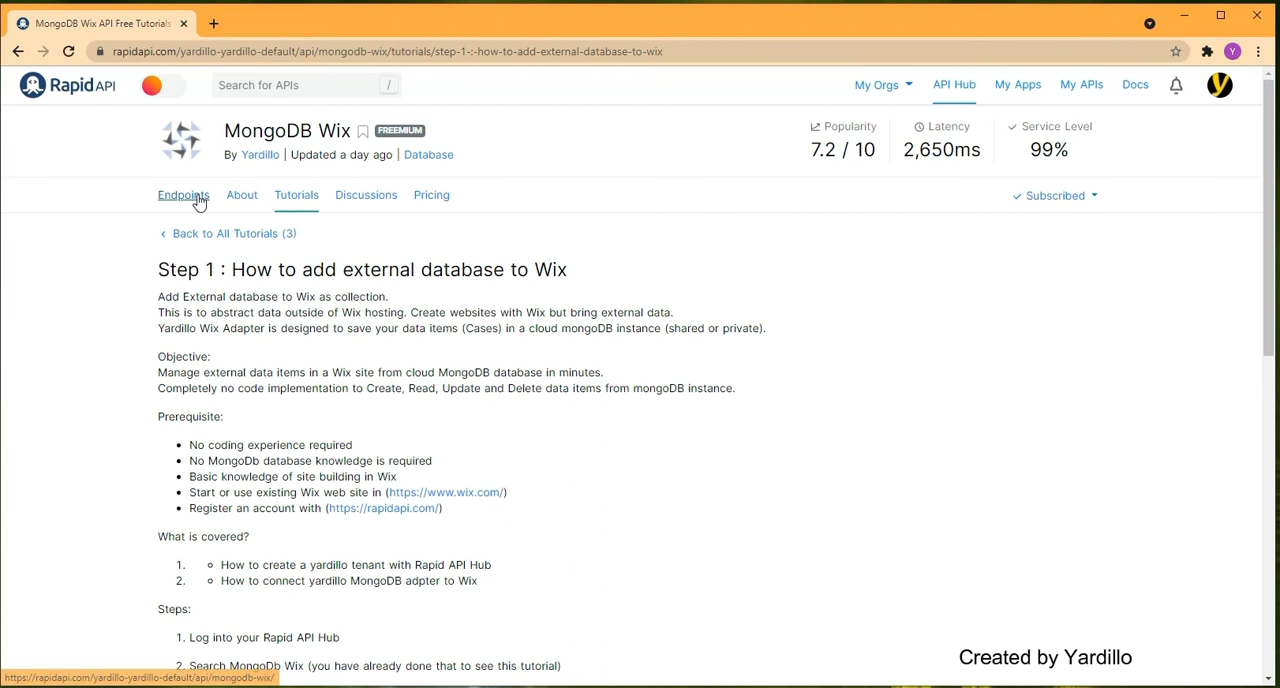 MongoDB Wix API Free Tutorials
rapidapi.com/yardillo-yardillo-default/api/mongodb-wix/tutorials/step-1-:-how-to-add-external-database-to-wix
Y
Rapid API
Search for APIs
/
My Orgs
API Hub
My Apps
My APIs
Docs
y
MongoDB Wix
FREEMIUM
By Yardillo | Updated a day ago | Database
Popularity
7.2 / 10
Latency
2,650ms
Service Level
99%
Endpoints
About
Tutorials
Discussions
Pricing
Subscribed
Back to All Tutorials (3)
Step 1 : How to add external database to Wix
Add External database to Wix as collection.
This is to abstract data outside of Wix hosting. Create websites with Wix but bring external data.
Yardillo Wix Adapter is designed to save your data items (Cases) in a cloud mongoDB instance (shared or private).
Objective:
Manage external data items in a Wix site from cloud MongoDB database in minutes.
Completely no code implementation to Create, Read, Update and Delete data items from mongoDB instance.
Prerequisite:
No coding experience required
No MongoDb database knowledge is required
Basic knowledge of site building in Wix
Start or use existing Wix web site in (https://www.wix.com/)
Register an account with (https://rapidapi.com/)
What is covered?
1. How to create a yardillo tenant with Rapid API Hub
2. How to connect yardillo MongoDB adpter to Wix
Steps:
1. Log into your Rapid API Hub
2. Search MongoDb Wix (you have already done that to see this tutorial)
https://rapidapi.com/yardillo-yardillo-default/api/mongodb-wix/
Created by Yardillo